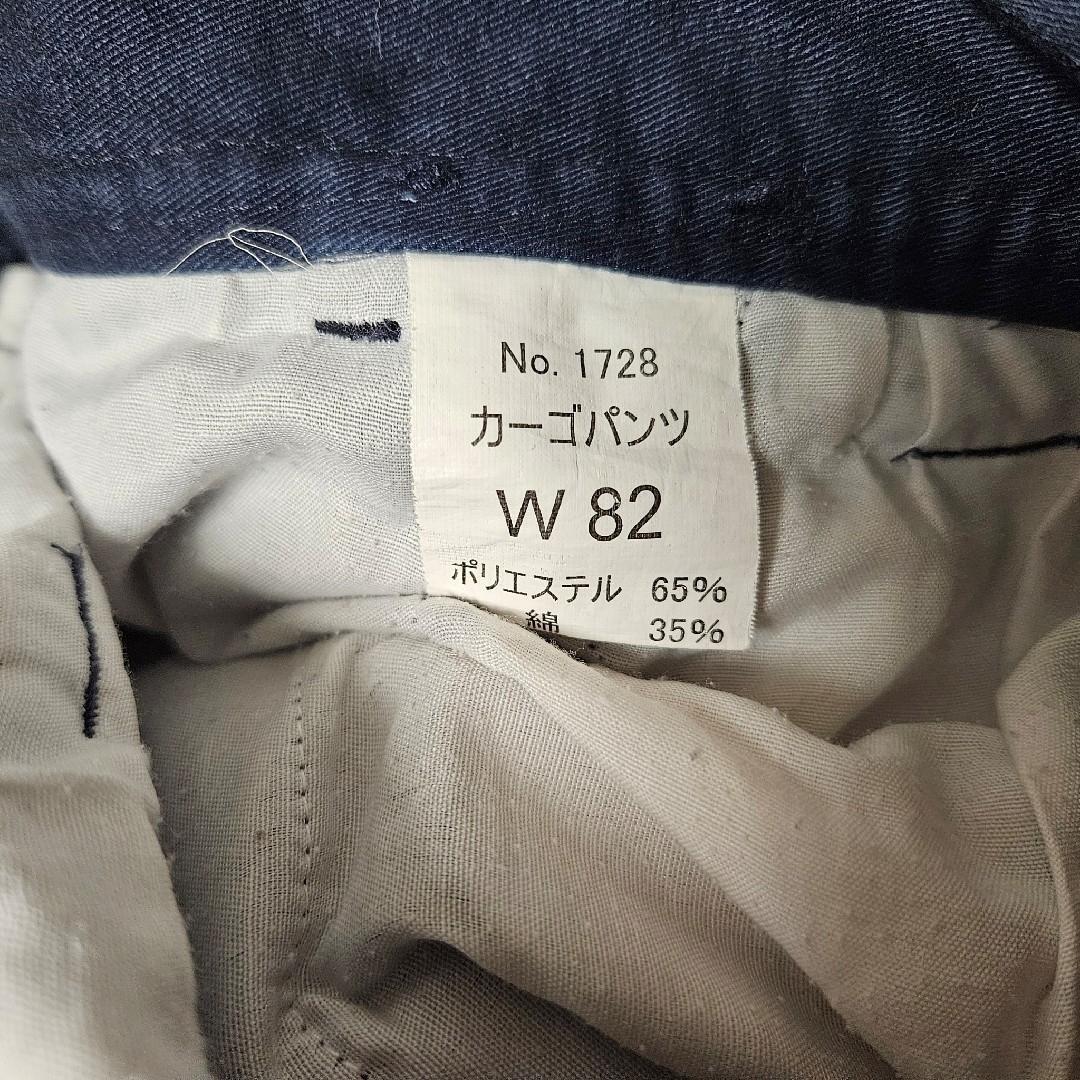 No. 1728
カーゴパンツ
W 82
ポリエステル 65%
綿 35%